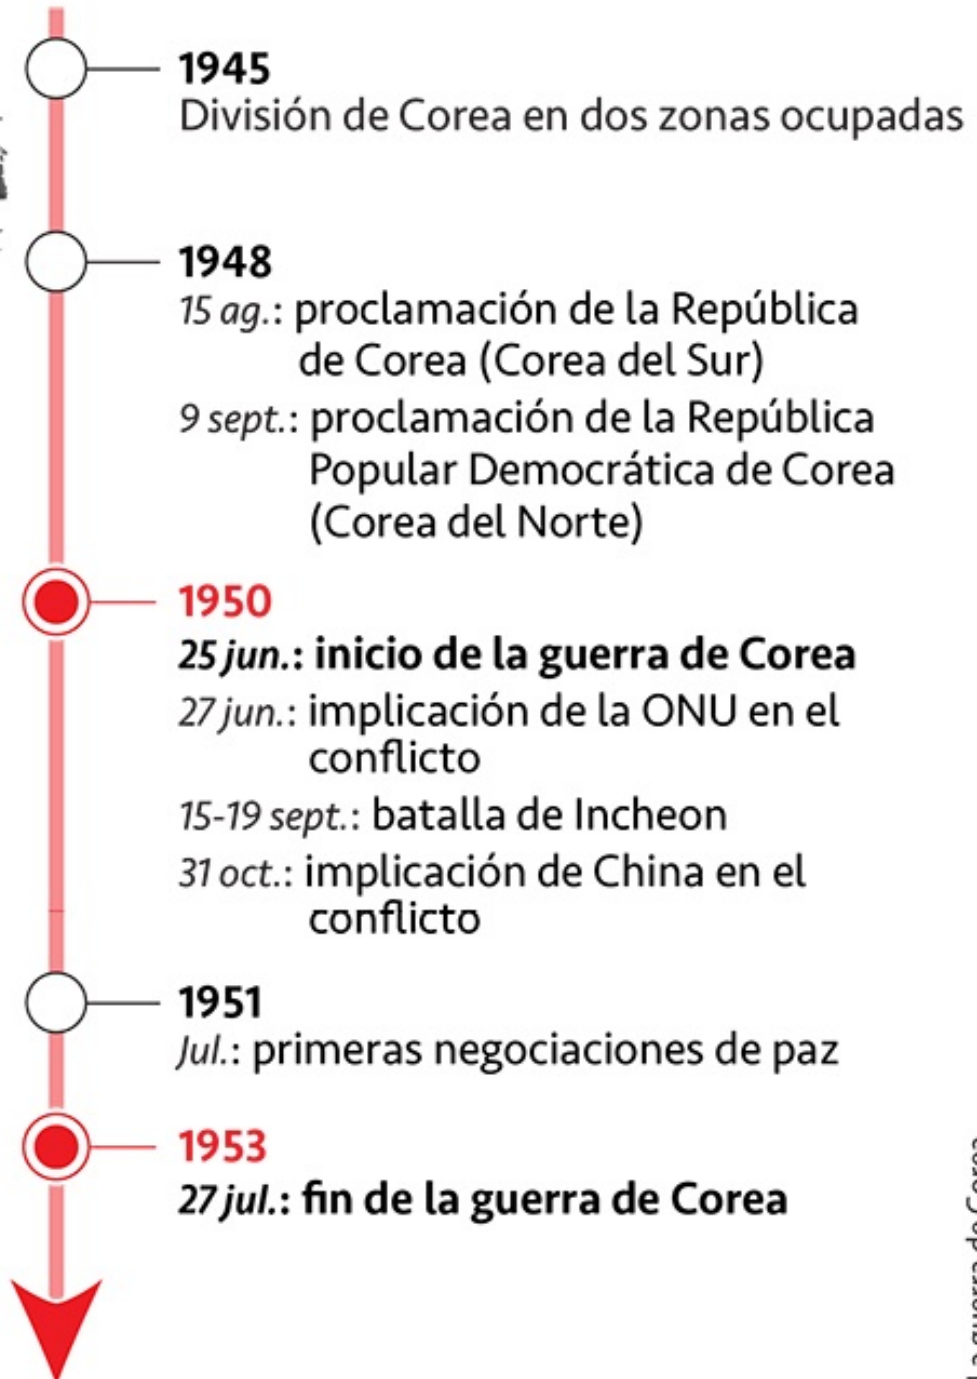 1945
División de Corea en dos zonas ocupadas
1948
15 ag.: proclamación de la República
de Corea (Corea del Sur)
9 sept.: proclamación de la República
Popular Democrática de Corea
(Corea del Norte)
1950
25 jun.: inicio de la guerra de Corea
27 jun.: implicación de la ONU en el
conflicto
15-19 sept.: batalla de Incheon
31 oct.: implicación de China en el
conflicto
1951
Jul.: primeras negociaciones de paz
1953
27 jul.: fin de la guerra de Corea
guerra de Corea